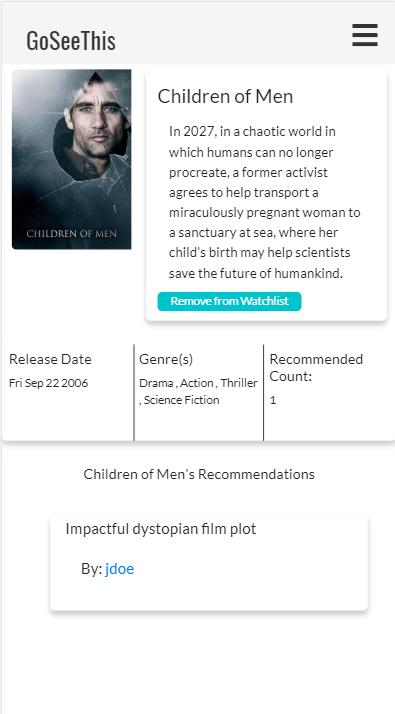 GoSeeThis
CHILDREN OF MEN
Children of Men
In 2027, in a chaotic world in
which humans can no longer
procreate, a former activist
agrees to help transport a
miraculously pregnant woman to
a sanctuary at sea, where her
child's birth may help scientists
save the future of humankind.
Remove from Watchlist
Release Date
Fri Sep 22 2006
Genre(s)
Drama , Action , Thriller
, Science Fiction
Recommended
Count:
1
Children of Men's Recommendations
Impactful dystopian film plot
By: jdoe